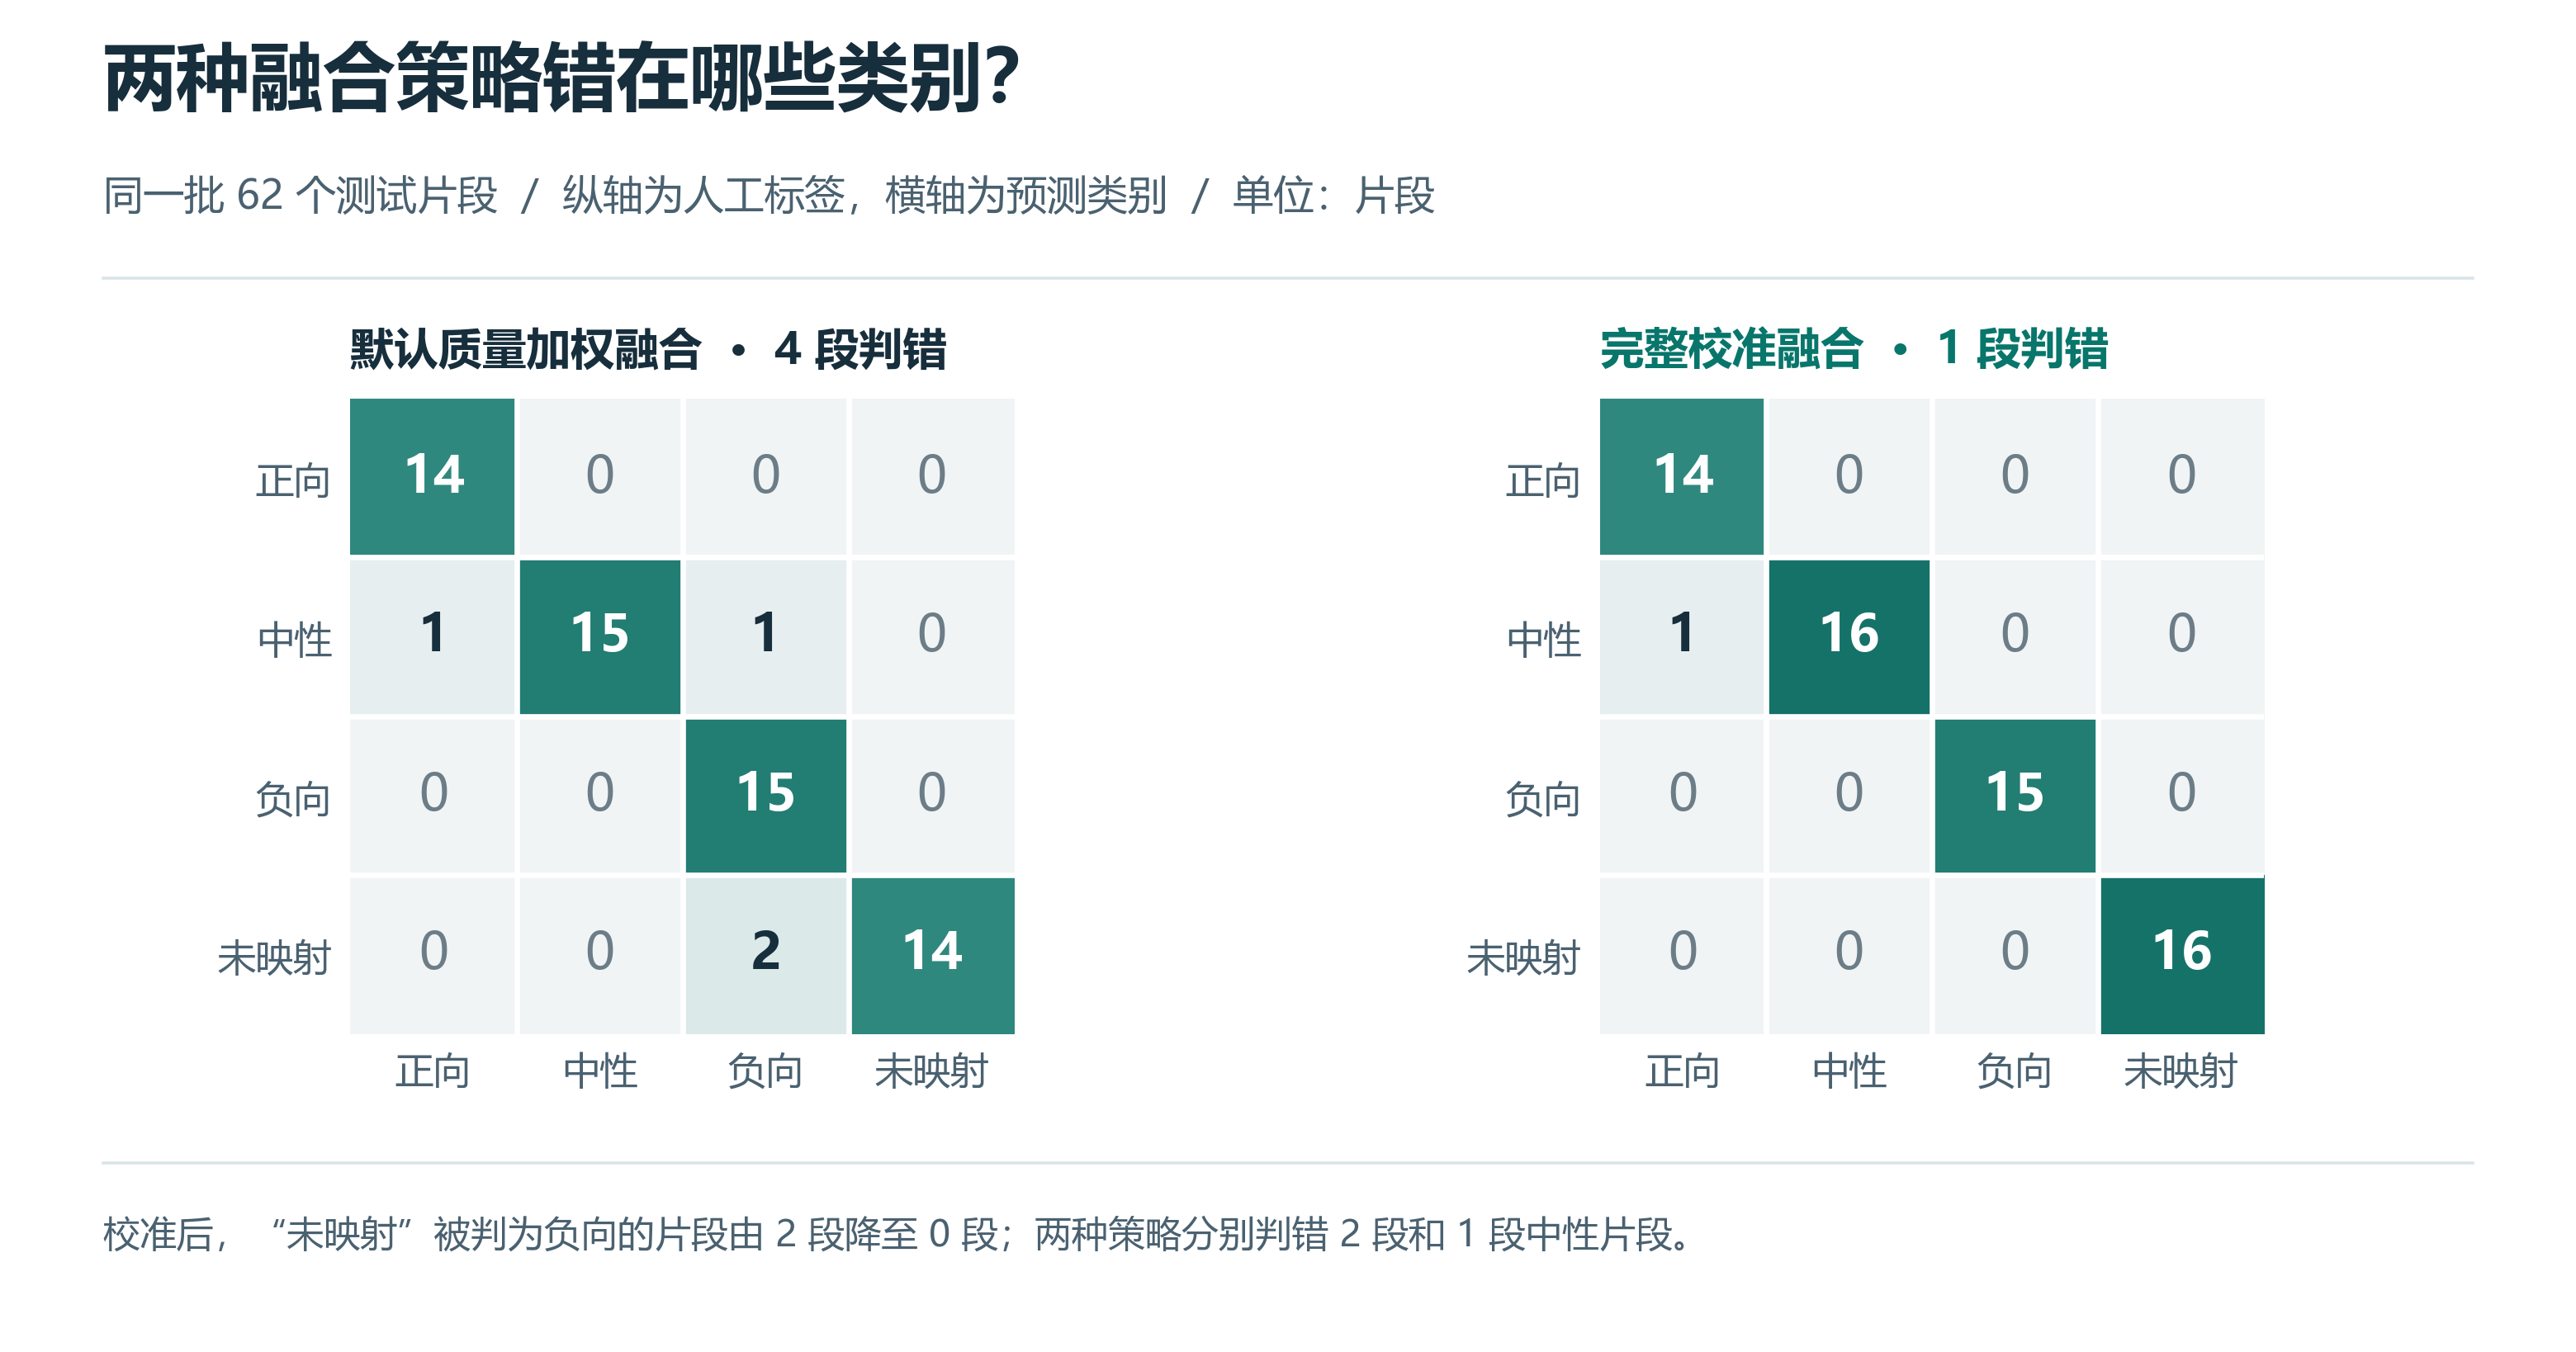 两种融合策略错在哪些类别？
同一批 62 个测试片段 / 纵轴为人工标签，横轴为预测类别 / 单位：片段
默认质量加权融合 • 4 段判错
正向 14 0 0 0
中性 1 15 1 0
负向 0 0 15 0
未映射 0 0 2 14
正向 中性 负向 未映射
完整校准融合 • 1 段判错
正向 14 0 0 0
中性 1 16 0 0
负向 0 0 15 0
未映射 0 0 0 16
正向 中性 负向 未映射
校准后，“未映射”被判为负向的片段由 2 段降至 0 段；两种策略分别判错 2 段和 1 段中性片段。